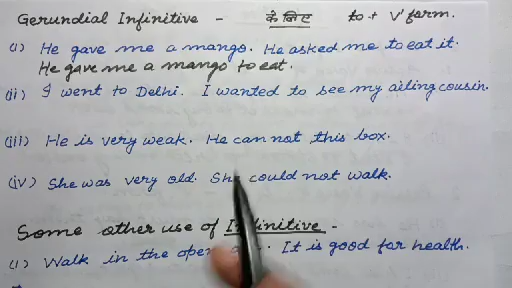 Gerundial Infinitive - के लिए to + V' form.
(i) He gave me a mango. He asked me to eat it.
He gave me a mango to eat.
(ii) I went to Delhi. I wanted to see my ailing cousin.
(iii) He is very weak. He can not this box.
(iv) She was very old. She could not walk.
Some other use of Infinitive -
(i) Walk in the open . It is good for health.